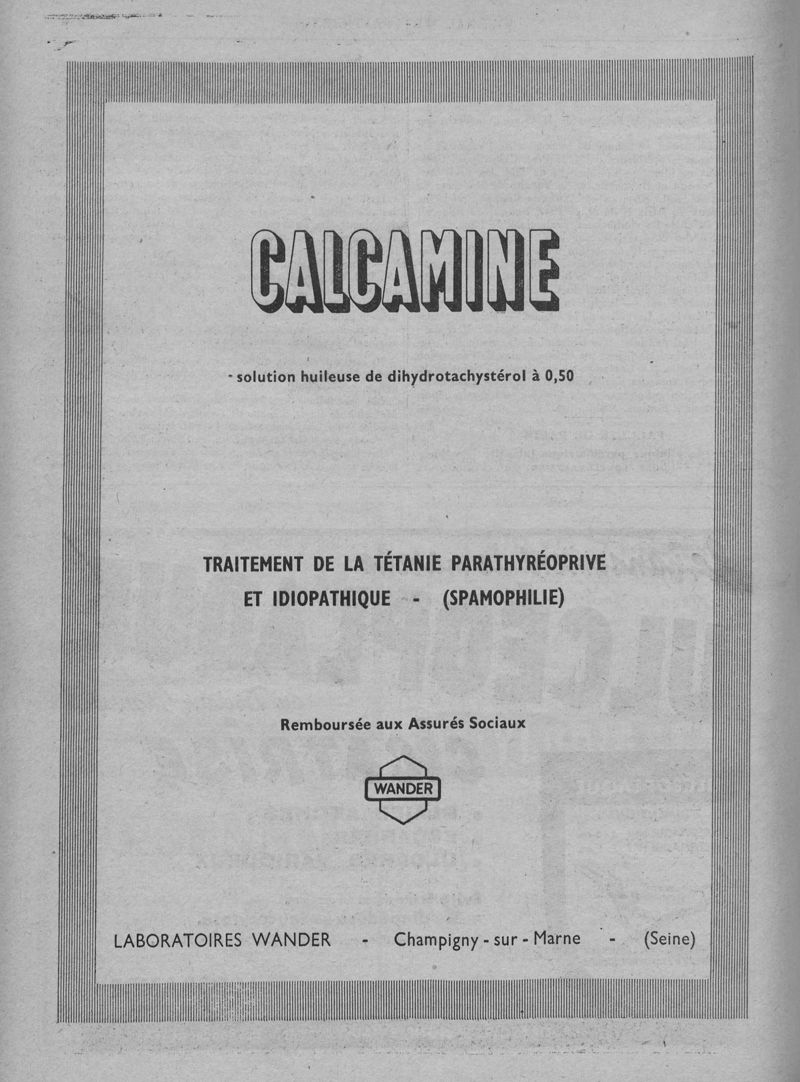 CALCAMINE
- solution huileuse de dihydrotachystérol à 0,50
TRAITEMENT DE LA TÉTANIE PARATHYRÉOPRIVE
ET IDIOPATHIQUE - (SPAMOPHILIE)
Remboursée aux Assurés Sociaux
WANDER
LABORATOIRES WANDER - Champigny - sur - Marne - (Seine)